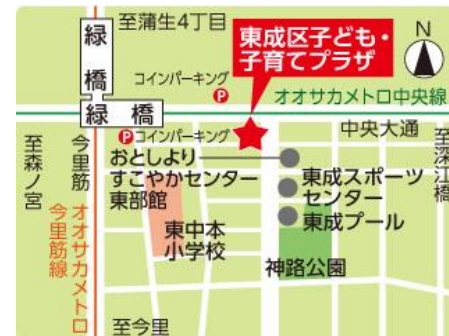 至蒲生4丁目
緑橋
東成区子ども・
子育てプラザ
N
コインパーキング
P
オオサカメトロ中央線
緑橋
P
コインパーキング
中央大通
至深江橋
至森ノ宮
今里筋
オオサカメトロ
今里筋線
おとしより
すこやかセンター
東部館
東成スポーツ
センター
東成プール
東中本
小学校
神路公園
至今里